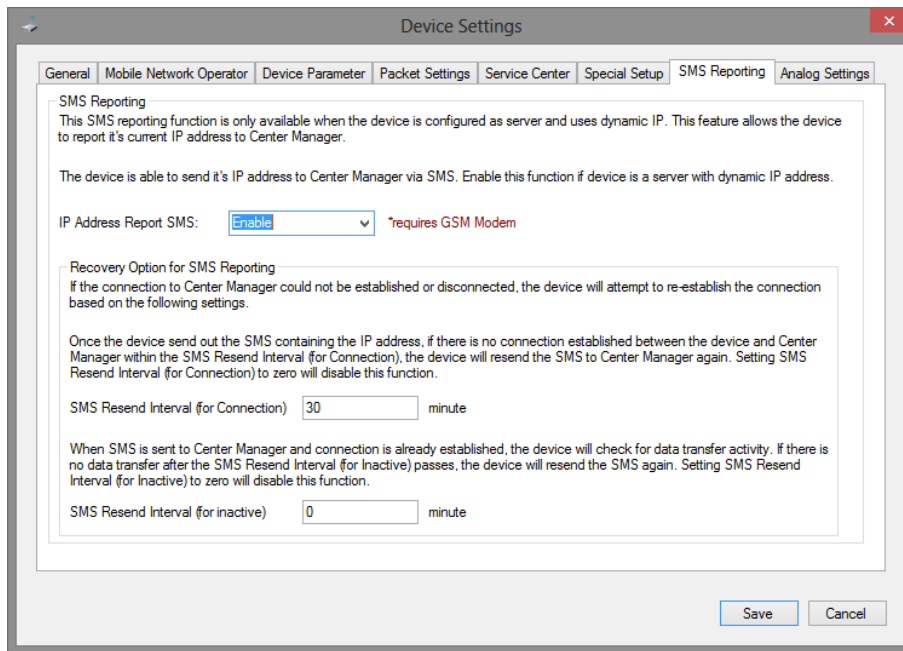 Device Settings
General
Mobile Network Operator
Device Parameter
Packet Settings
Service Center
Special Setup
SMS Reporting
Analog Settings
SMS Reporting
This SMS reporting function is only available when the device is configured as server and uses dynamic IP. This feature allows the device
to report it's current IP address to Center Manager.
The device is able to send it's IP address to Center Manager via SMS. Enable this function if device is a server with dynamic IP address.
IP Address Report SMS: Enable *requires GSM Modem
Recovery Option for SMS Reporting
If the connection to Center Manager could not be established or disconnected, the device will attempt to re-establish the connection
based on the following settings.
Once the device send out the SMS containing the IP address, if there is no connection established between the device and Center
Manager within the SMS Resend Interval (for Connection), the device will resend the SMS to Center Manager again. Setting SMS
Resend Interval (for Connection) to zero will disable this function.
SMS Resend Interval (for Connection) 30 minute
When SMS is sent to Center Manager and connection is already established, the device will check for data transfer activity. If there is
no data transfer after the SMS Resend Interval (for Inactive) passes, the device will resend the SMS again. Setting SMS Resend
Interval (for Inactive) to zero will disable this function.
SMS Resend Interval (for inactive) 0 minute
Save
Cancel